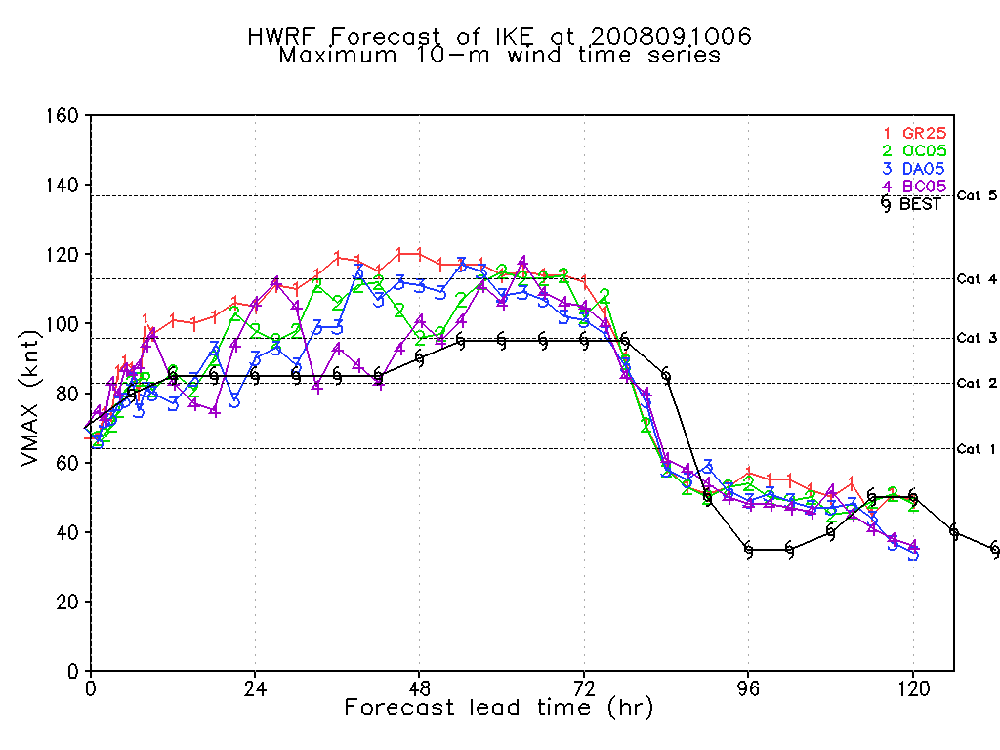 HWRF Forecast of IKE at 2008091006
Maximum 10-m wind time series
160
140
120
100
80
60
40
20
0
VMAX (knt)
1 GR25
2 OC05
3 DA05
4 BC05
BEST
Cat 5
Cat 4
Cat 3
Cat 2
Cat 1
0 24 48 72 96 120
Forecast lead time (hr)